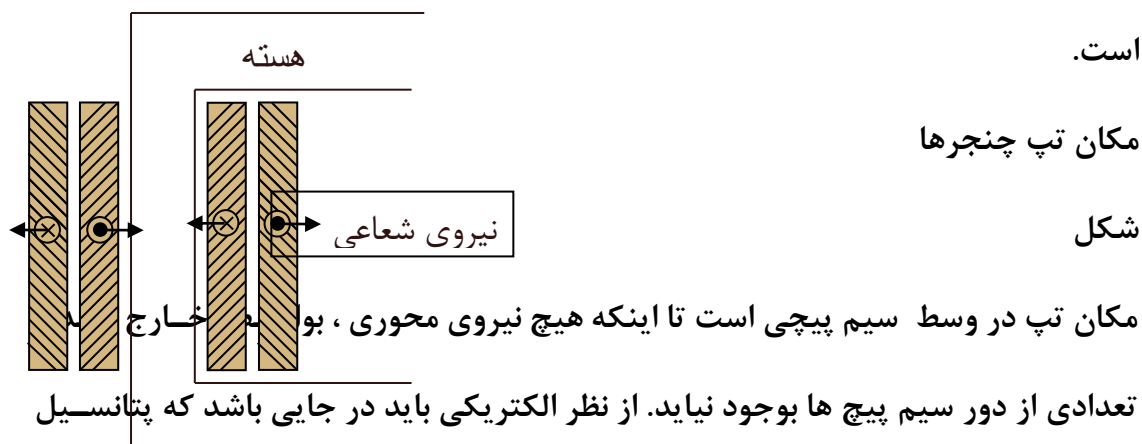 است.
هسته
مکان تپ چنجرها
نیروی شعاعی
شکل
مکان تپ در وسط سیم پیچی است تا اینکه هیچ نیروی محوری ، خارج
تعدادی از دور سیم پیچ ها بوجود نیاید. از نظر الکتریکی باید در جایی باشد که پتانسیل